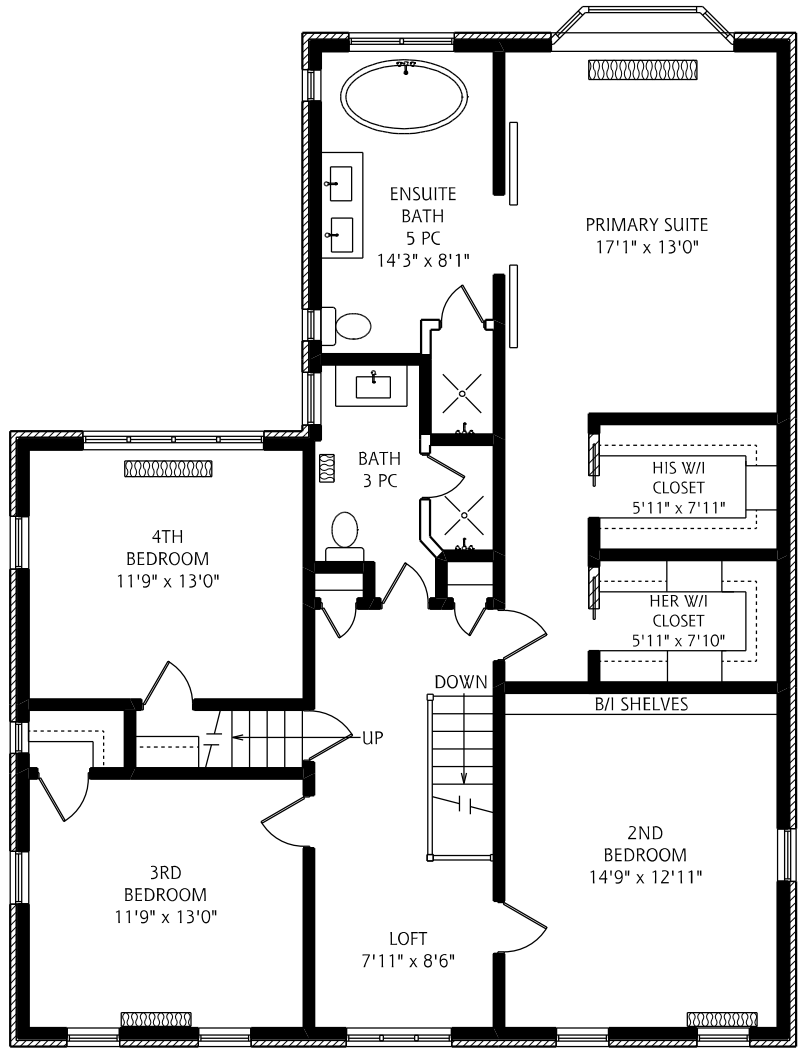 ENSUITE
BATH
5 PC
14'3" x 8'1"
PRIMARY SUITE
17'1" x 13'0"
BATH
3 PC
HIS W/I
CLOSET
5'11" x 7'11"
4TH
BEDROOM
11'9" x 13'0"
HER W/I
CLOSET
5'11" x 7'10"
DOWN
B/I SHELVES
UP
2ND
BEDROOM
14'9" x 12'11"
3RD
BEDROOM
11'9" x 13'0"
LOFT
7'11" x 8'6"